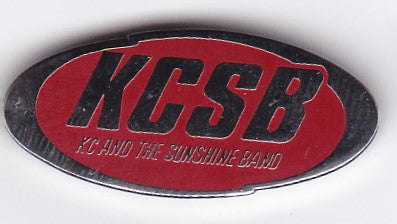 KCSB
KC AND THE SUNSHINE BAND